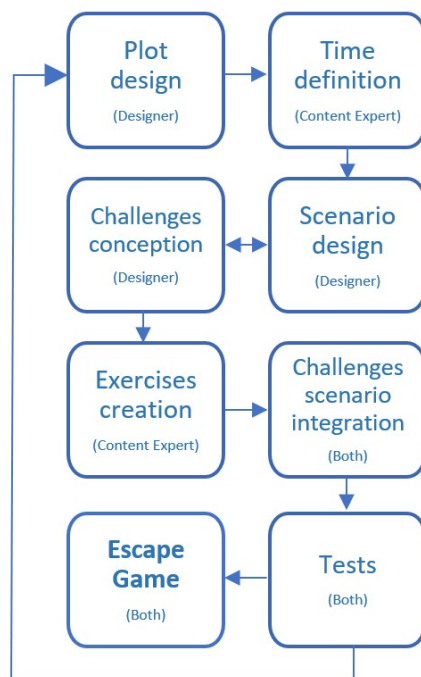 Plot
design
(Designer)
Time
definition
(Content Expert)
Challenges
conception
(Designer)
Scenario
design
(Designer)
Exercises
creation
(Content Expert)
Challenges
scenario
integration
(Both)
Escape
Game
(Both)
Tests
(Both)